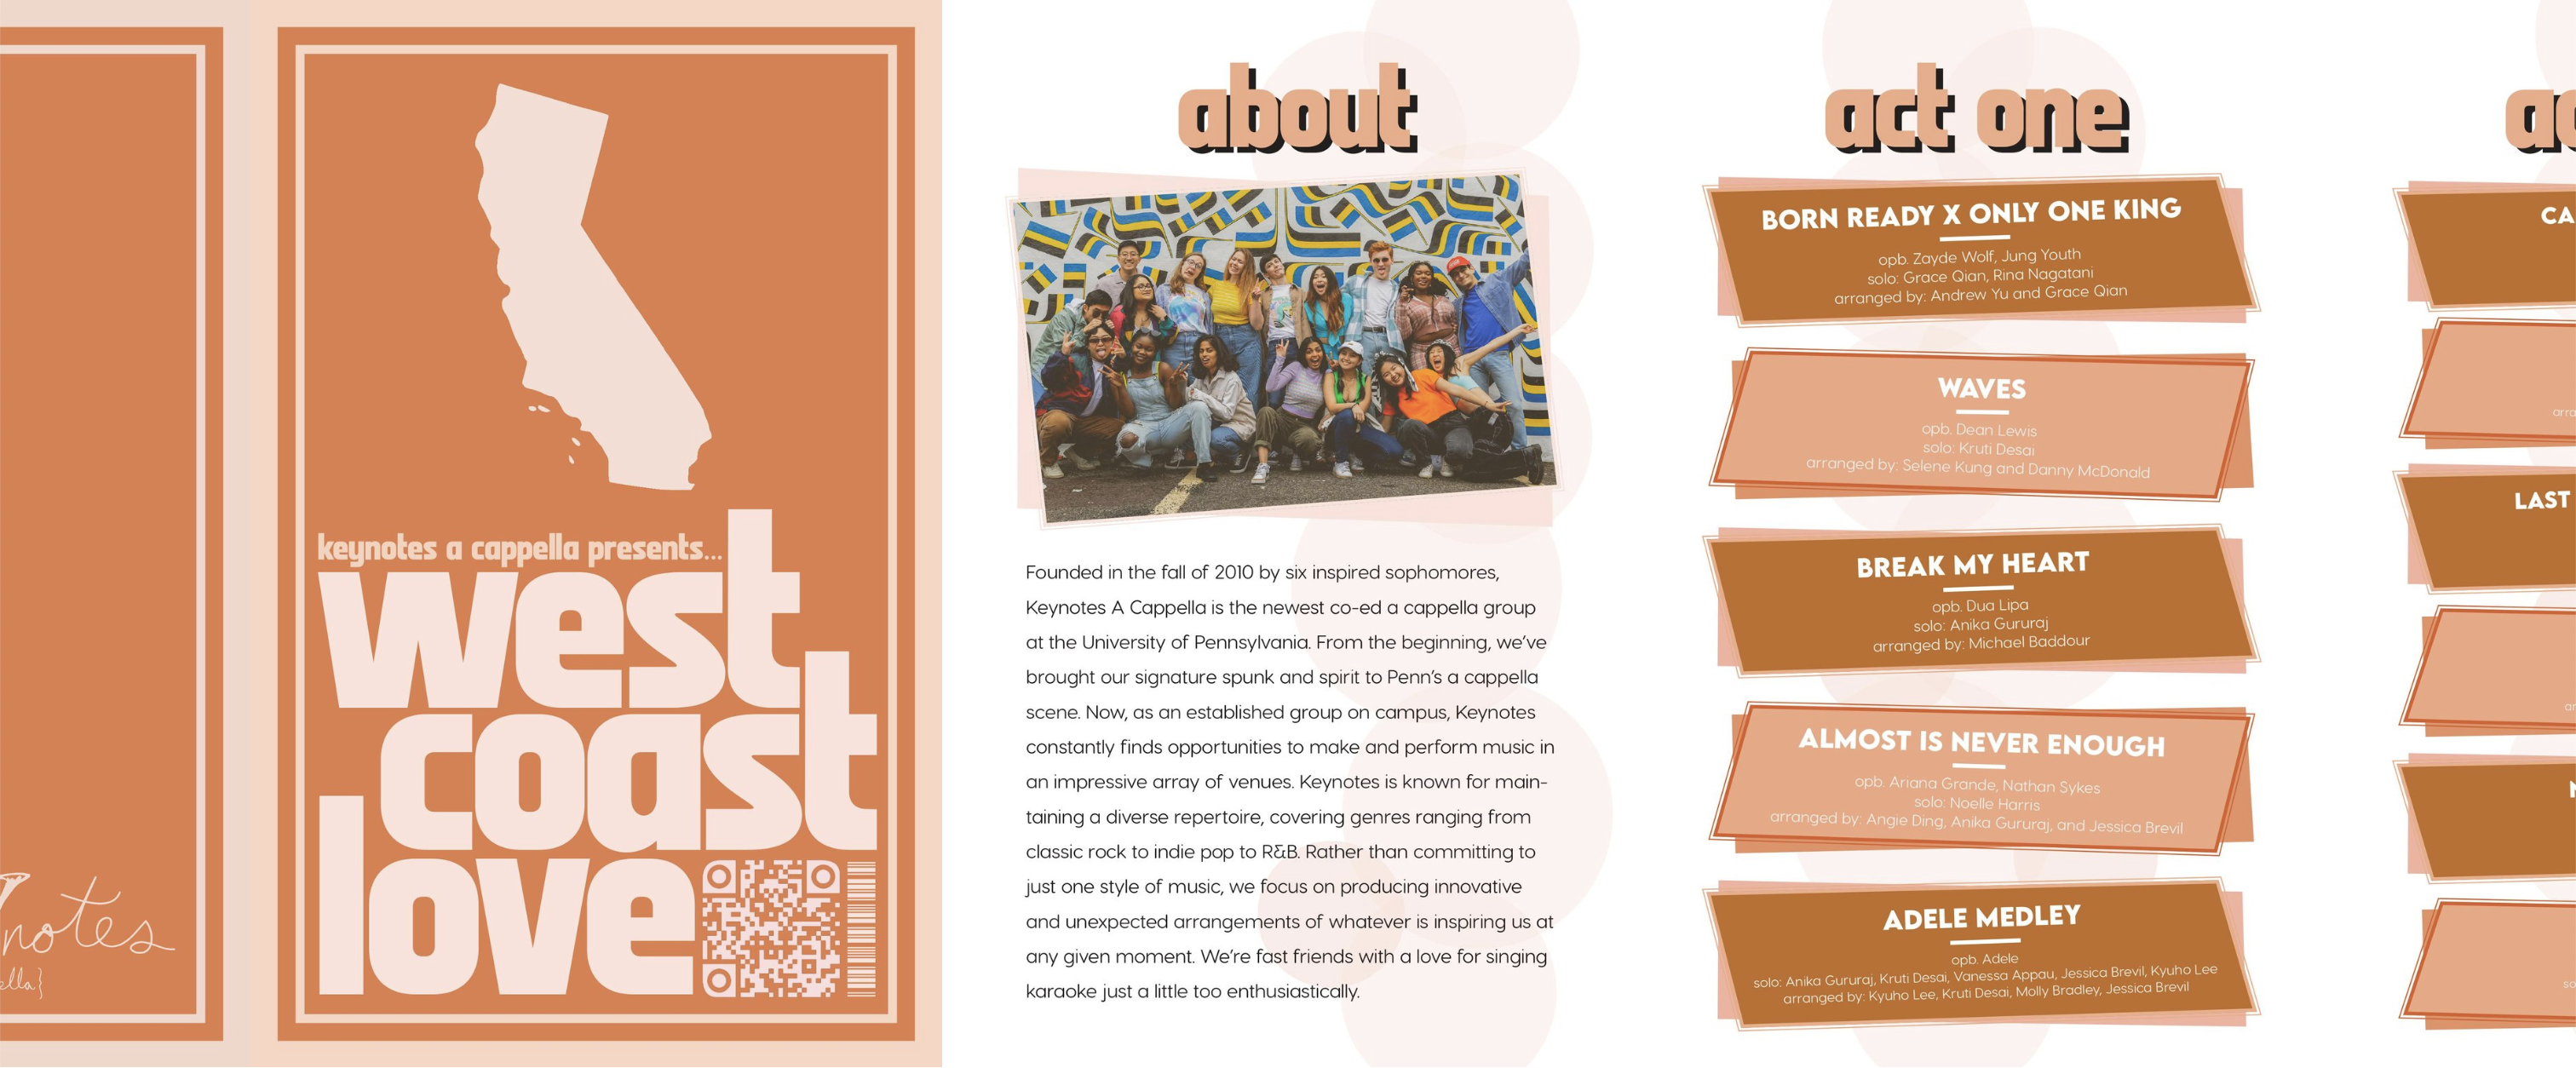 notes
keynotes a cappella presents...
west
coast
love
about
Founded in the fall of 2010 by six inspired sophomores,
Keynotes A Cappella is the newest co-ed a cappella group
at the University of Pennsylvania. From the beginning, we've
brought our signature spunk and spirit to Penn's a cappella
scene. Now, as an established group on campus, Keynotes
constantly finds opportunities to make and perform music in
an impressive array of venues. Keynotes is known for main-
taining a diverse repertoire, covering genres ranging from
classic rock to indie pop to R&B. Rather than committing to
just one style of music, we focus on producing innovative
and unexpected arrangements of whatever is inspiring us at
any given moment. We're fast friends with a love for singing
karaoke just a little too enthusiastically.
act one
BORN READY X ONLY ONE KING
opb. Zayde Wolf, Jung Youth
solo: Grace Qian, Rina Nagatani
arranged by: Andrew Yu and Grace Qian
WAVES
opb. Dean Lewis
solo: Kruti Desai
arranged by: Selene Kung and Danny McDonald
BREAK MY HEART
opb. Dua Lipa
solo: Anika Gururaj
arranged by: Michael Baddour
ALMOST IS NEVER ENOUGH
opb. Ariana Grande, Nathan Sykes
solo: Noelle Harris
arranged by: Angie Ding, Anika Gururaj, and Jessica Brevil
ADELE MEDLEY
opb. Adele
solo: Anika Gururaj, Kruti Desai, Vanessa Appau, Jessica Brevil, Kyuho Lee
arranged by: Kyuho Lee, Kruti Desai, Molly Bradley, Jessica Brevil
CA
LAST